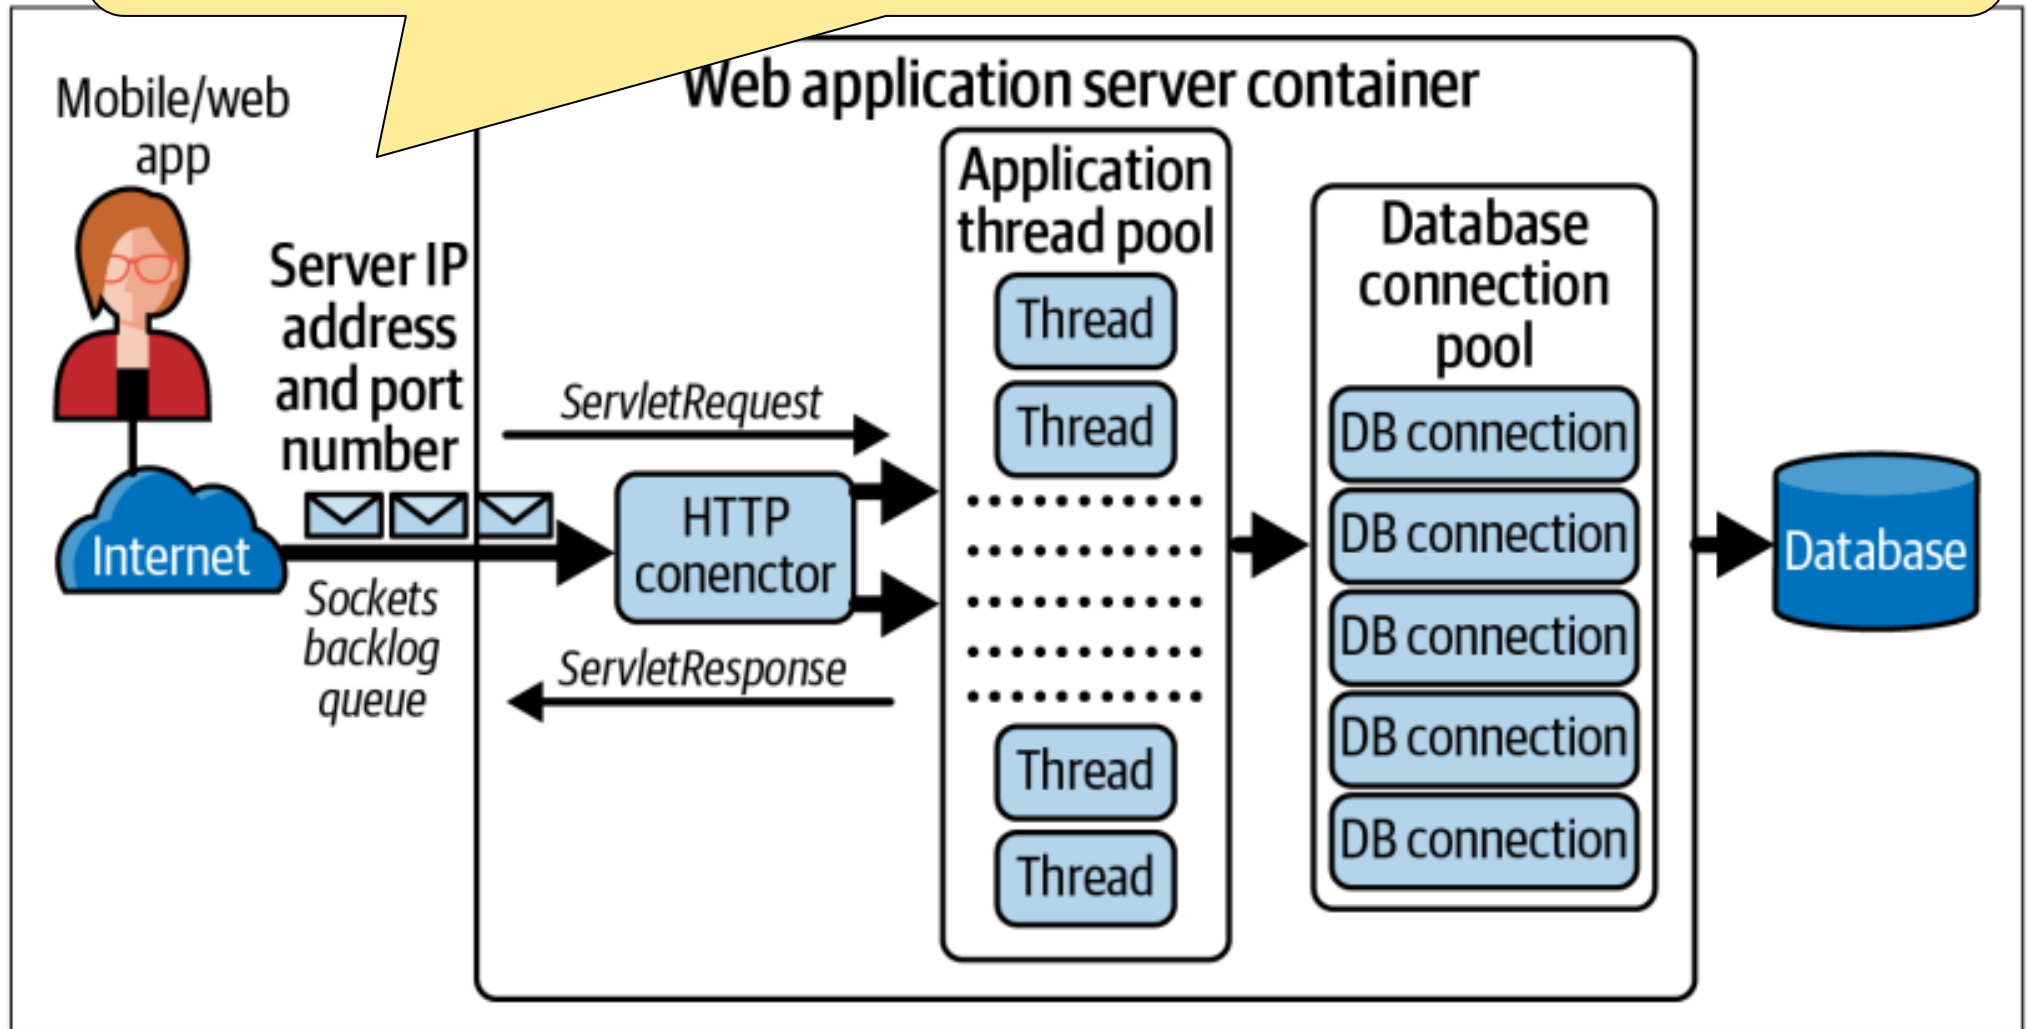 Web application server container
Mobile/web
app
Server IP
address
and port
number
Internet
Sockets
backlog
queue
ServletRequest
HTTP
conenctor
ServletResponse
Application
thread pool
Thread
Thread
Thread
Thread
Database
connection
pool
DB connection
DB connection
DB connection
DB connection
DB connection
Database